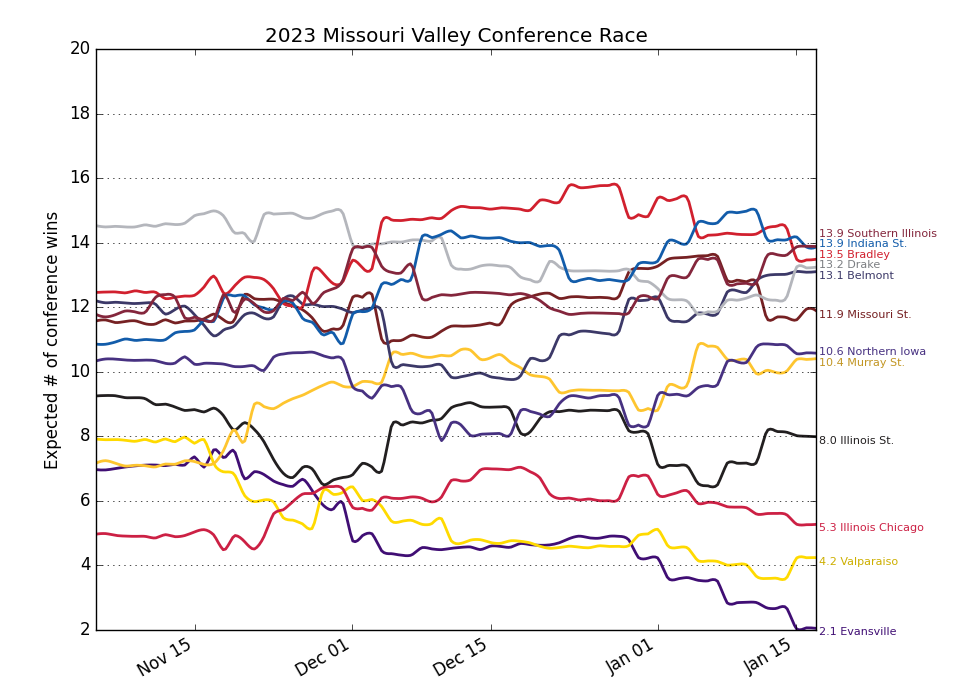 2023 Missouri Valley Conference Race
Expected # of conference wins
20
18
16
14
12
10
8
6
4
2
13.9 Southern Illinois
13.9 Indiana St.
13.5 Bradley
13.2 Drake
13.1 Belmont
11.9 Missouri St.
10.6 Northern Iowa
10.4 Murray St.
8.0 Illinois St.
5.3 Illinois Chicago
4.2 Valparaiso
2.1 Evansville
Nov 15
Dec 01
Dec 15
Jan 01
Jan 15